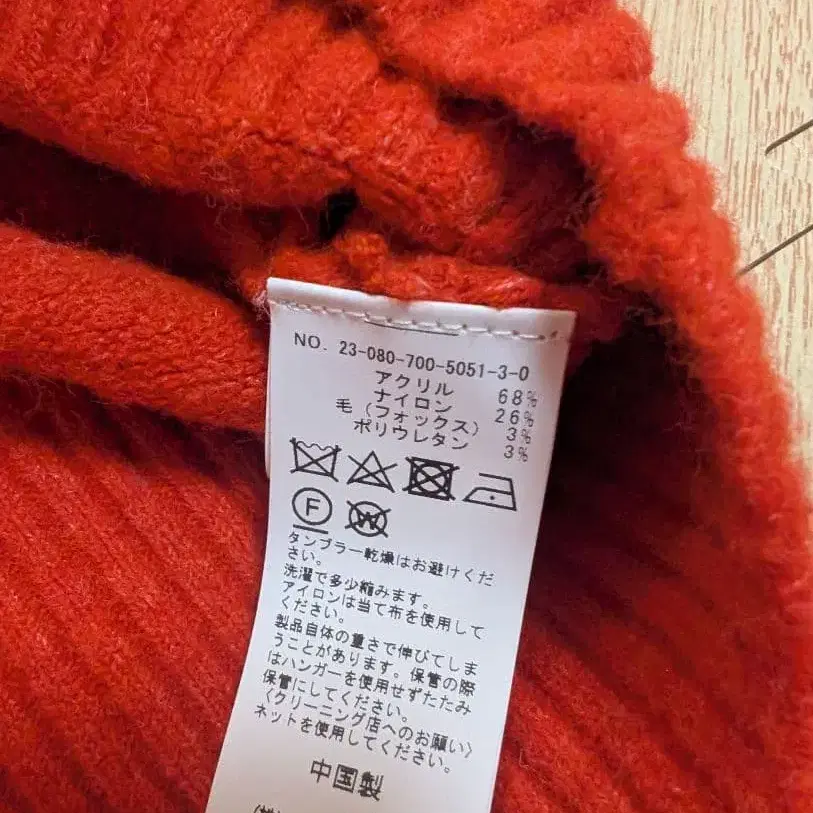 NO. 23-080-700-5051-3-0
アクリル 68%
ナイロン 26%
毛(フォックス) 3%
ポリウレタン 3%
F W
タンブラー乾燥はお避けくだ
さい。
洗濯で多少縮みます。
アイロンは当て布を使用して
ください。
製品自体の重さで伸びてしま
うことがあります。保管の際
はハンガーを使用せずたたみ
保管にしてください。
〈クリーニング店へのお願い〉
ネットを使用してください。
中国製